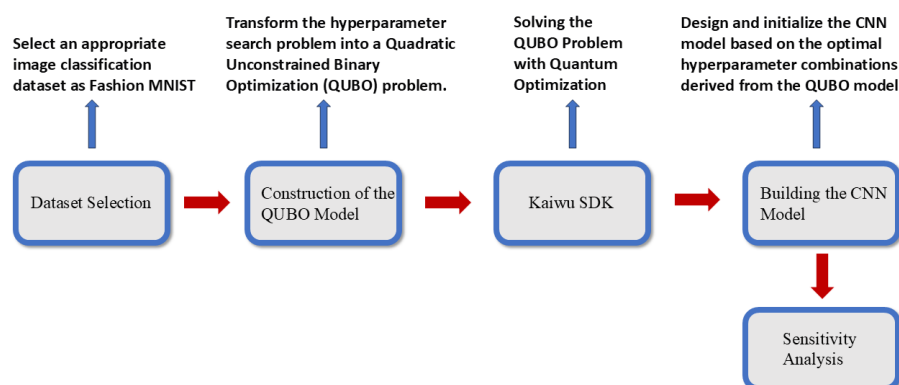 Select an appropriate
image classification
dataset as Fashion MNIST
Transform the hyperparameter
search problem into a Quadratic
Unconstrained Binary
Optimization (QUBO) problem.
Solving the
QUBO Problem
with Quantum
Optimization
Design and initialize the CNN
model based on the optimal
hyperparameter combinations
derived from the QUBO model
Dataset Selection
Construction of the
QUBO Model
Kaiwu SDK
Building the CNN
Model
Sensitivity
Analysis